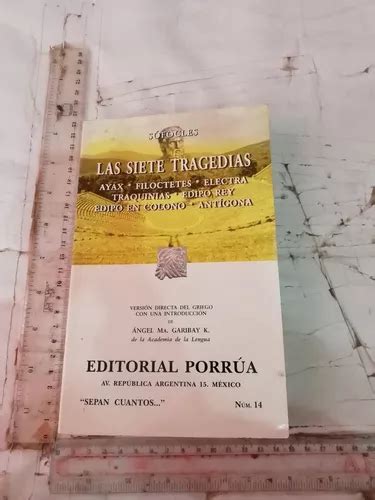 SÓFOCLES
LAS SIETE TRAGEDIAS
AYAX * FILOCTETES * ELECTRA
TRAQUINIAS * EDIPO REY
EDIPO EN COLONO * ANTÍGONA
VERSIÓN DIRECTA DEL GRIEGO
CON UNA INTRODUCCIÓN
DE
ÁNGEL MA. GARIBAY K.
de la Academia de la Lengua
EDITORIAL PORRÚA
AV. REPÚBLICA ARGENTINA 15. MÉXICO
"SEPAN CUANTOS..." NÚM. 14